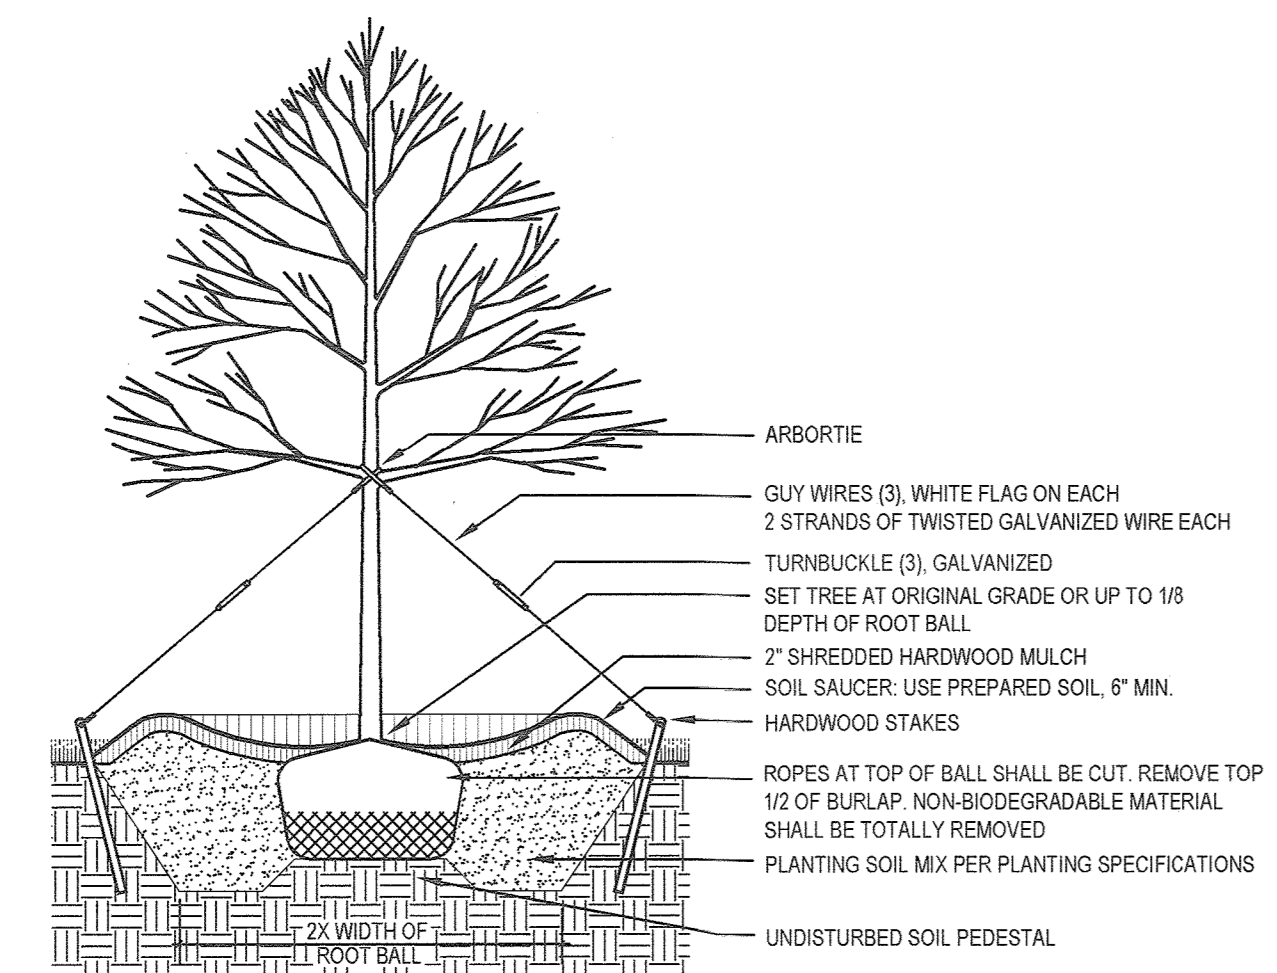 ARBORTIE
GUY WIRES (3), WHITE FLAG ON EACH
2 STRANDS OF TWISTED GALVANIZED WIRE EACH
TURNBUCKLE (3), GALVANIZED
SET TREE AT ORIGINAL GRADE OR UP TO 1/8
DEPTH OF ROOT BALL
2" SHREDDED HARDWOOD MULCH
SOIL SAUCER: USE PREPARED SOIL, 6" MIN.
HARDWOOD STAKES
ROPES AT TOP OF BALL SHALL BE CUT. REMOVE TOP
1/2 OF BURLAP. NON-BIODEGRADABLE MATERIAL
SHALL BE TOTALLY REMOVED
PLANTING SOIL MIX PER PLANTING SPECIFICATIONS
UNDISTURBED SOIL PEDESTAL
2X WIDTH OF
ROOT BALL